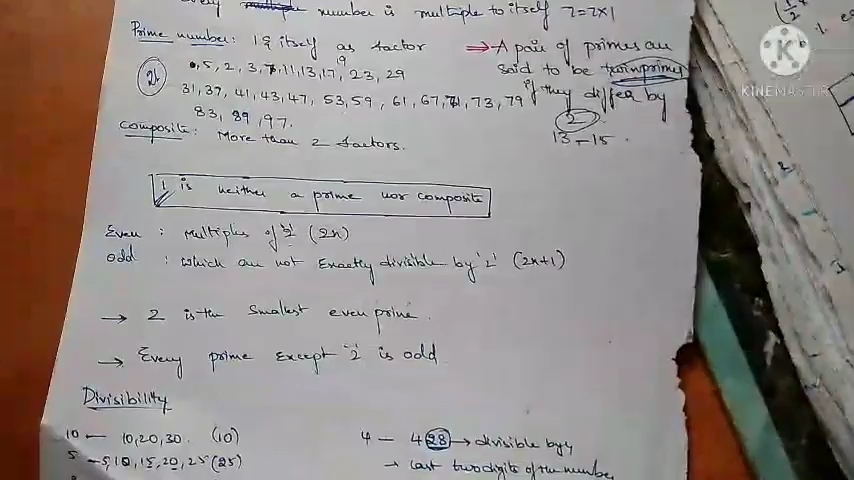 number is multiple to itself 7=7×1
Prime number: 1 & itself as factor
21 5, 2, 3, 7, 11, 13, 17, 19, 23, 29
31, 37, 41, 43, 47, 53, 59, 61, 67, 71, 73, 79
83, 89, 97.
Composite: More than 2 factors.
⇒ A pair of primes are
said to be twinprimes
if they differ by
2
13-15.
KINEMASTER
1 is neither a prime nor composite
Even : Multiples of '2' (2n)
odd : which are not Exactly divisible by '2' (2n+1)
→ 2 is the smallest even prime.
→ Every prime except '2' is odd
Divisibility
10 — 10,20,30. (10)
5 — 5,10,15,20,25 (25)
4 — 428 → divisible by 4
→ last two digits of the number